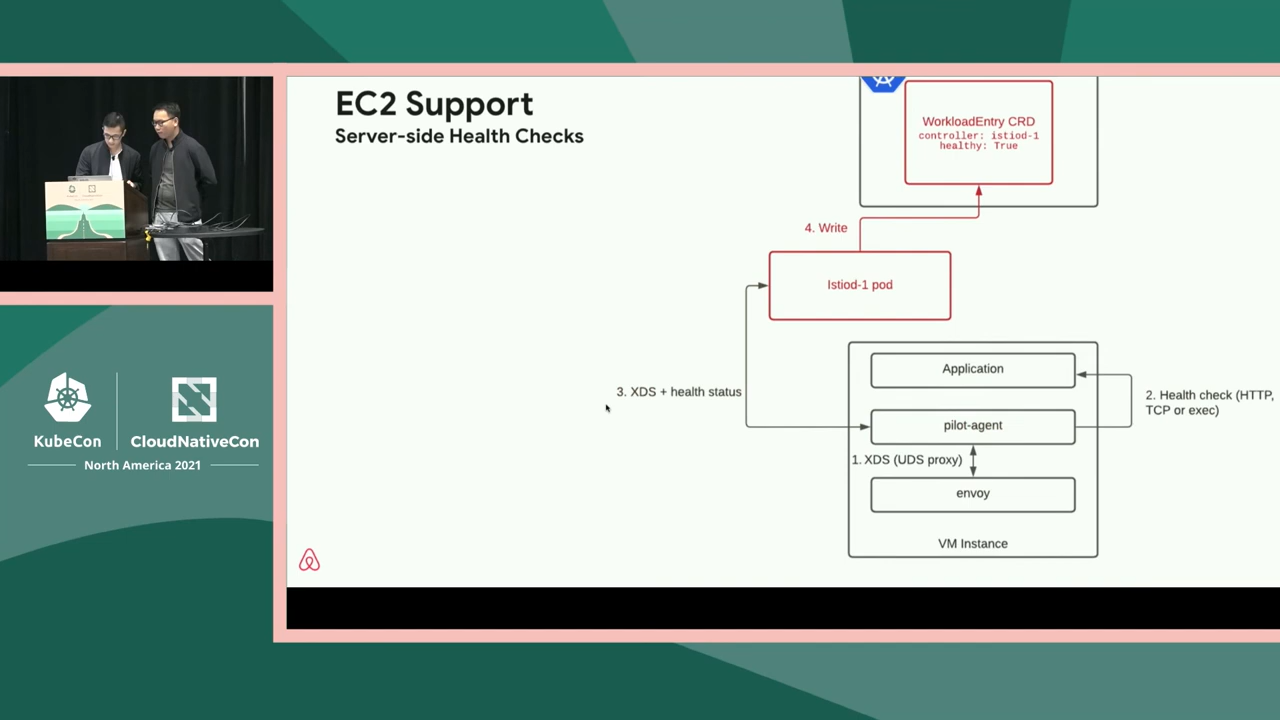 EC2 Support
Server-side Health Checks
WorkloadEntry CRD
controller: istiod-1
healthy: True
4. Write
Istiod-1 pod
3. XDS + health status
Application
2. Health check (HTTP,
TCP or exec)
pilot-agent
1. XDS (UDS proxy)
envoy
VM Instance
KubeCon
CloudNativeCon
North America 2021